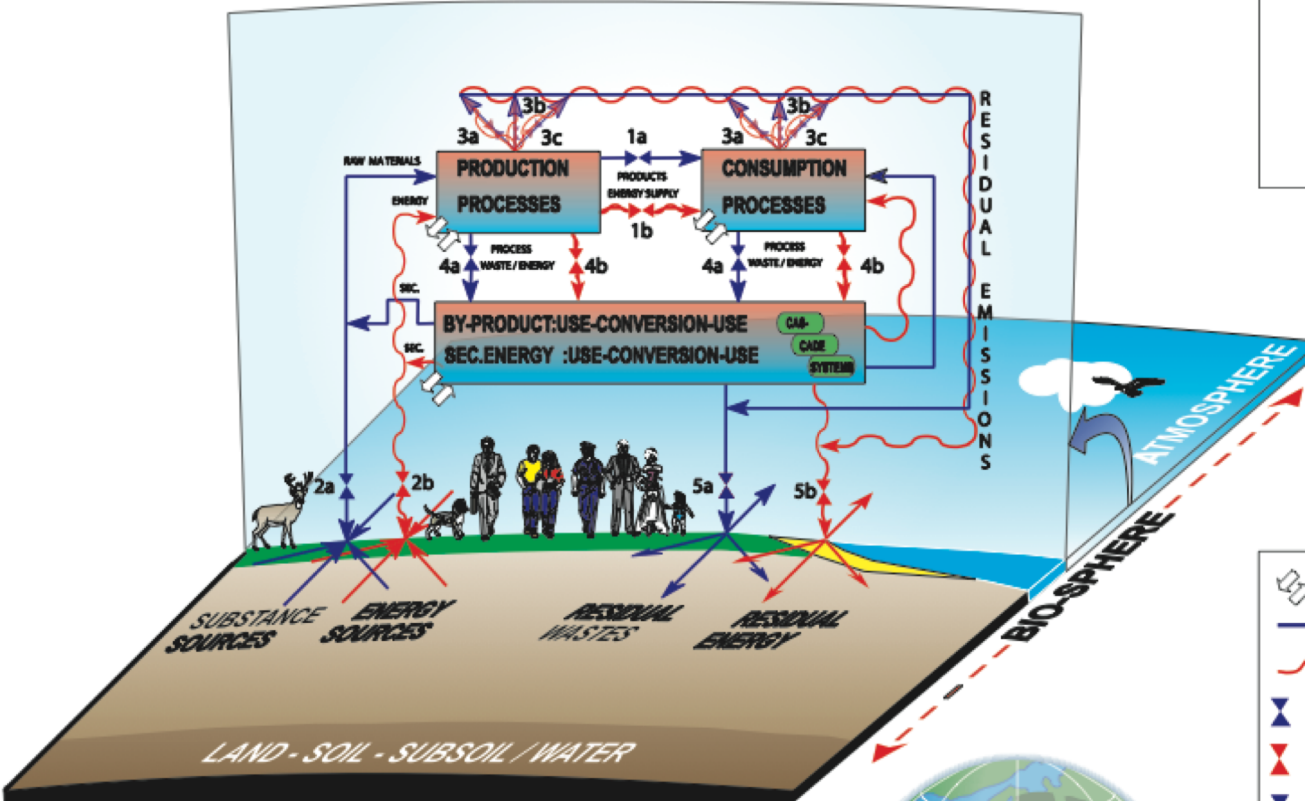 3b
3b
3a
3c
1a
3a
3c
RAW MATERIALS
PRODUCTION
PROCESSES
PRODUCTS
ENERGY SUPPLY
CONSUMPTION
PROCESSES
ENERGY
1b
4a
PROCESS
WASTE / ENERGY
4b
4a
PROCESS
WASTE / ENERGY
4b
SEC.
SEC.
BY-PRODUCT:USE-CONVERSION-USE
SEC.ENERGY :USE-CONVERSION-USE
CAS-
CADE
SYSTEMS
RESIDUAL EMISSIONS
2a
2b
5a
5b
ATMOSPHERE
BIO-SPHERE
SUBSTANCE
SOURCES
ENERGY
SOURCES
RESIDUAL
WASTES
RESIDUAL
ENERGY
LAND - SOIL - SUBSOIL / WATER